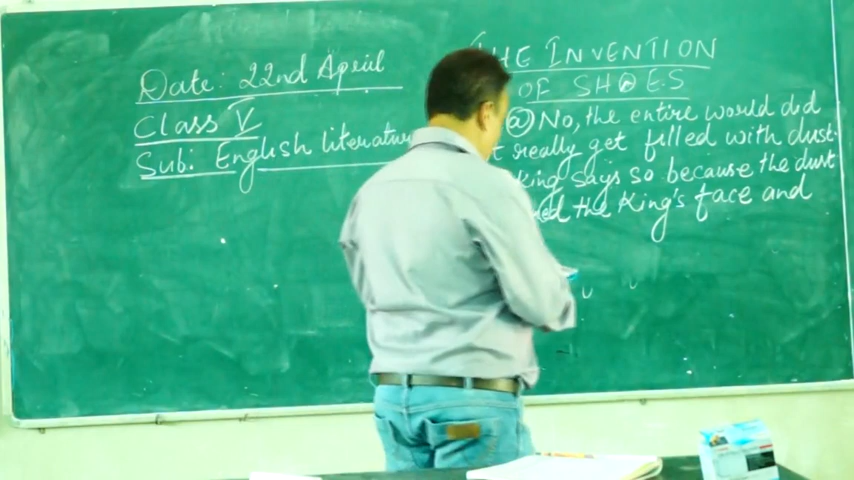 Date: 22nd April
Class V
Sub: English literature
THE INVENTION
OF SHOES
@ No, the entire world did
really get filled with dust.
King says so because the dust
the King's face and